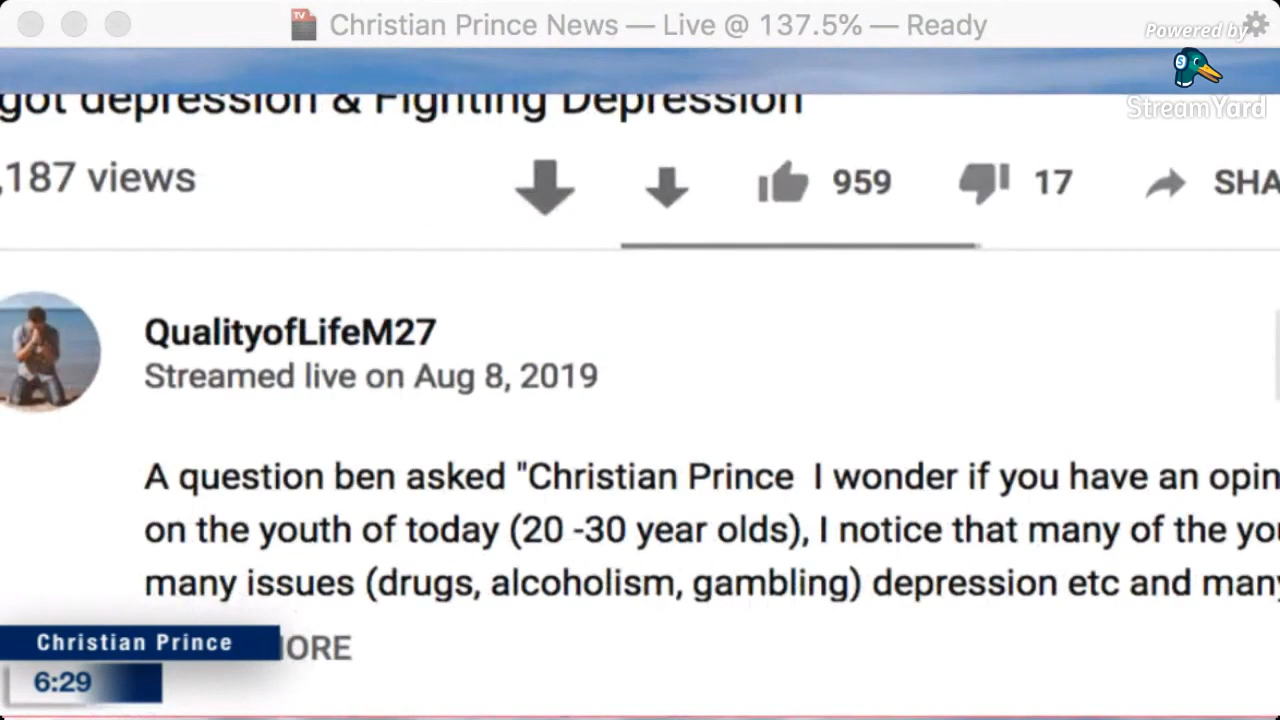 TV
Christian Prince News — Live @ 137.5% — Ready
Powered by
StreamYard
got depression & Fighting Depression
,187 views
959
17
SHA
QualityofLifeM27
Streamed live on Aug 8, 2019
A question ben asked "Christian Prince I wonder if you have an opin
on the youth of today (20 -30 year olds), I notice that many of the yo
many issues (drugs, alcoholism, gambling) depression etc and many
Christian Prince
ORE
6:29